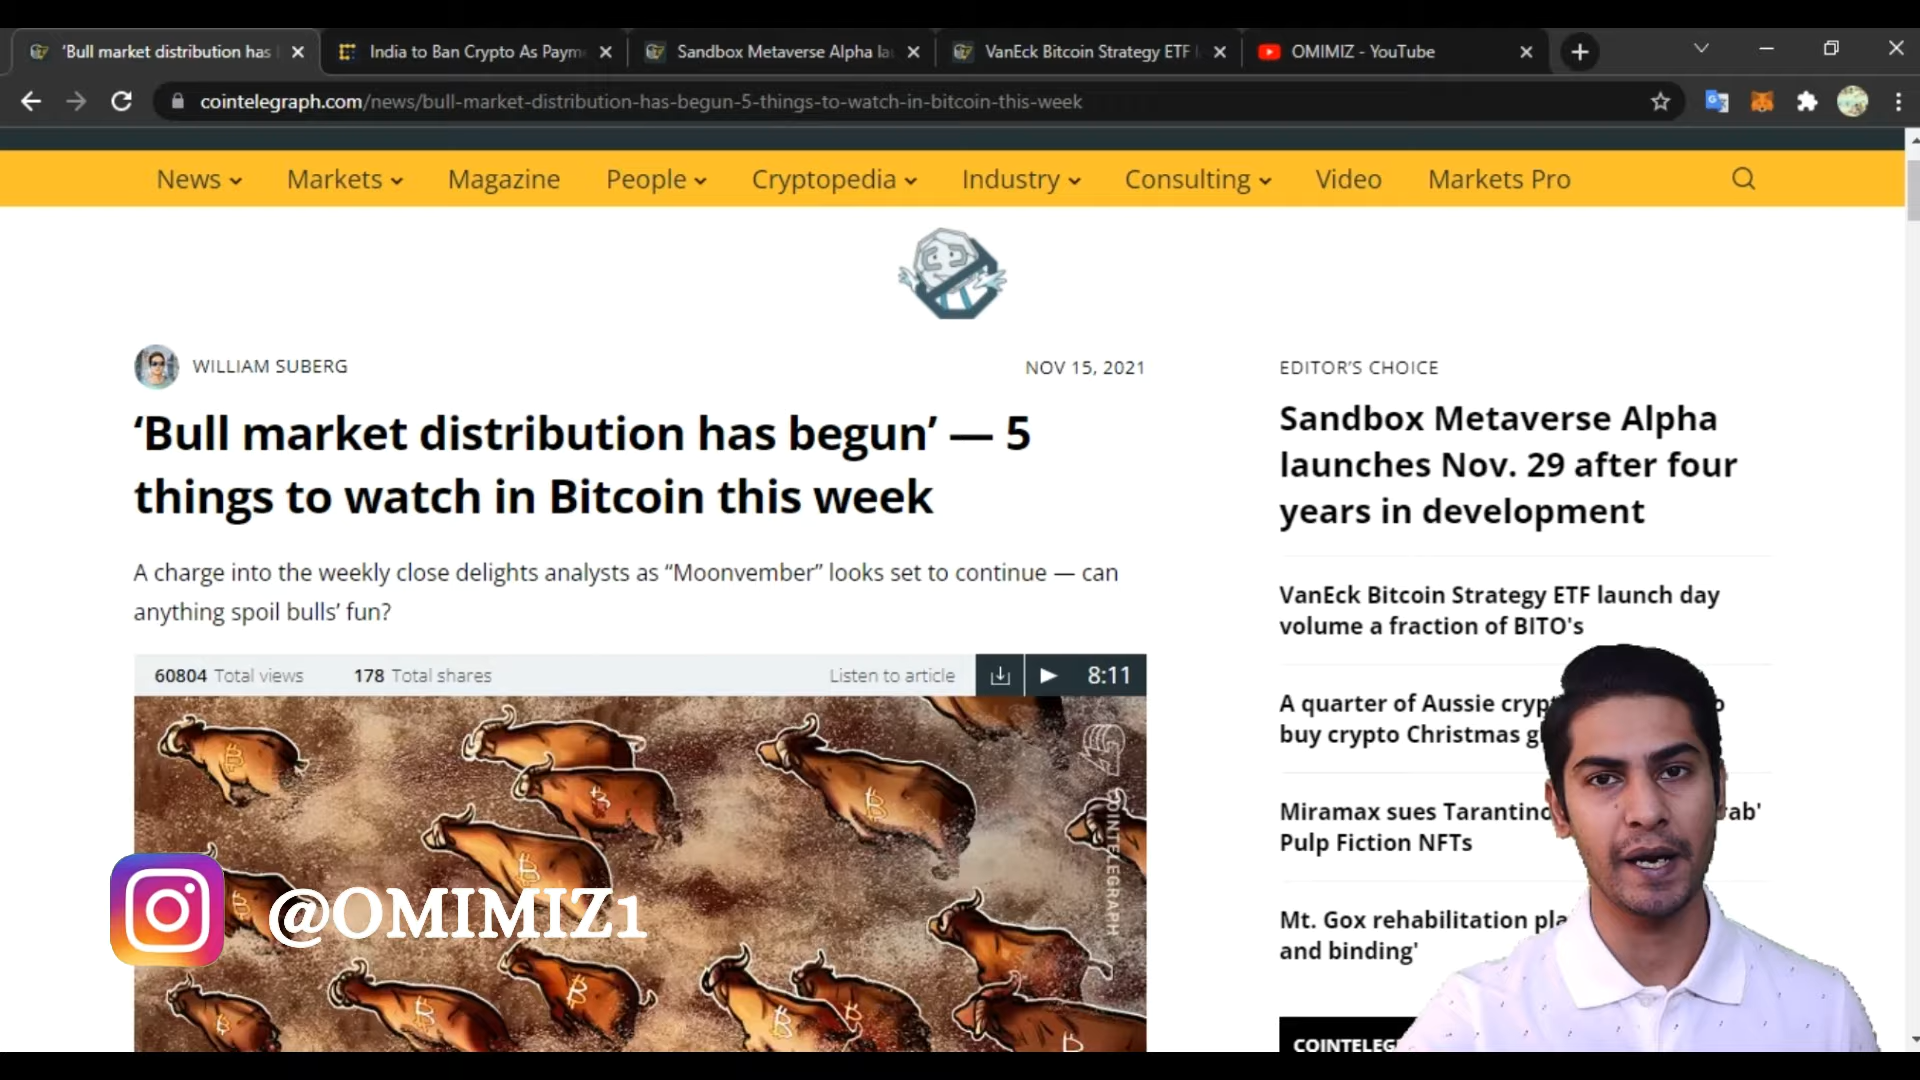 ‘Bull market distribution has
India to Ban Crypto As Paym
Sandbox Metaverse Alpha la
VanEck Bitcoin Strategy ETF l
OMIMIZ - YouTube
cointelegraph.com/news/bull-market-distribution-has-begun-5-things-to-watch-in-bitcoin-this-week
News
Markets
Magazine
People
Cryptopedia
Industry
Consulting
Video
Markets Pro
WILLIAM SUBERG
NOV 15, 2021
‘Bull market distribution has begun’ — 5
things to watch in Bitcoin this week
A charge into the weekly close delights analysts as “Moonvember” looks set to continue — can
anything spoil bulls’ fun?
60804 Total views
178 Total shares
Listen to article
8:11
COINTELEGRAPH
@OMIMIZ1
EDITOR’S CHOICE
Sandbox Metaverse Alpha
launches Nov. 29 after four
years in development
VanEck Bitcoin Strategy ETF launch day
volume a fraction of BITO's
A quarter of Aussie cryp
buy crypto Christmas g
Miramax sues Tarantino ab'
Pulp Fiction NFTs
Mt. Gox rehabilitation pla
and binding'
COINTELEG